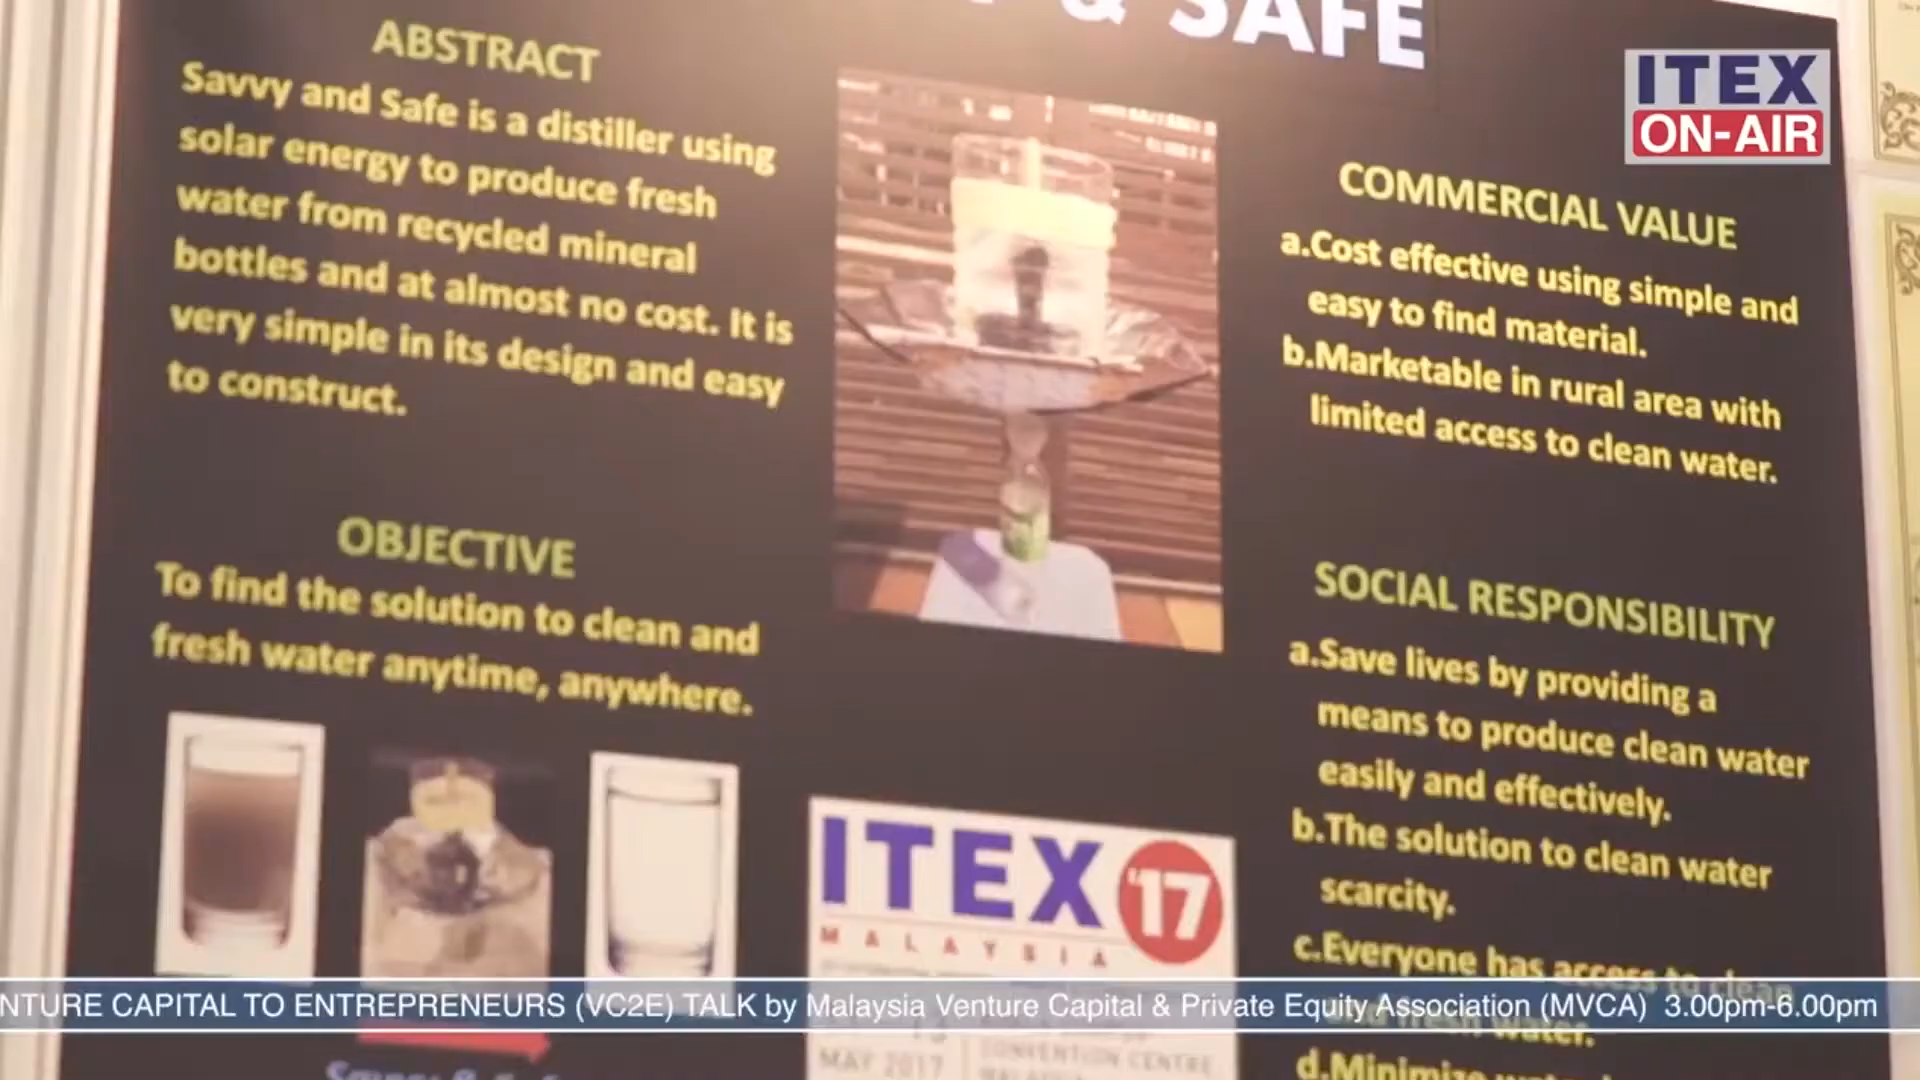 & SAFE
ITEX
ON-AIR
ABSTRACT
Savvy and Safe is a distiller using
solar energy to produce fresh
water from recycled mineral
bottles and at almost no cost. It is
very simple in its design and easy
to construct.
OBJECTIVE
To find the solution to clean and
fresh water anytime, anywhere.
COMMERCIAL VALUE
a.Cost effective using simple and
easy to find material.
b.Marketable in rural area with
limited access to clean water.
SOCIAL RESPONSIBILITY
a.Save lives by providing a
means to produce clean water
easily and effectively.
b.The solution to clean water
scarcity.
c.Everyone has access to clean
and fresh water.
d.Minimize
ITEX '17
MALAYSIA
MAY 2017
CONVENTION CENTRE
NTURE CAPITAL TO ENTREPRENEURS (VC2E) TALK by Malaysia Venture Capital & Private Equity Association (MVCA) 3.00pm-6.00pm